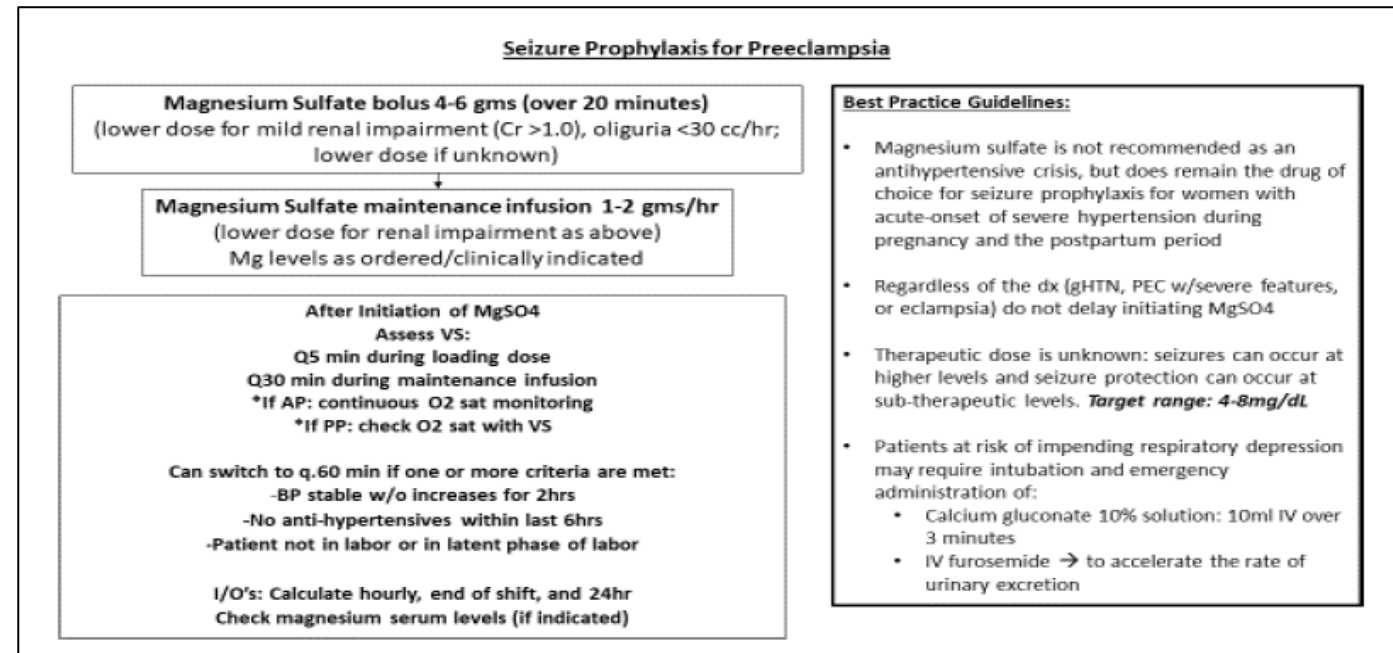 Seizure Prophylaxis for Preeclampsia
Magnesium Sulfate bolus 4-6 gms (over 20 minutes)
(lower dose for mild renal impairment (Cr >1.0), oliguria <30 cc/hr;
lower dose if unknown)
Magnesium Sulfate maintenance infusion 1-2 gms/hr
(lower dose for renal impairment as above)
Mg levels as ordered/clinically indicated
After Initiation of MgSO4
Assess VS:
Q5 min during loading dose
Q30 min during maintenance infusion
*If AP: continuous O2 sat monitoring
*If PP: check O2 sat with VS
Can switch to q.60 min if one or more criteria are met:
-BP stable w/o increases for 2hrs
-No anti-hypertensives within last 6hrs
-Patient not in labor or in latent phase of labor
I/O's: Calculate hourly, end of shift, and 24hr
Check magnesium serum levels (if indicated)
Best Practice Guidelines:
• Magnesium sulfate is not recommended as an
antihypertensive crisis, but does remain the drug of
choice for seizure prophylaxis for women with
acute-onset of severe hypertension during
pregnancy and the postpartum period
• Regardless of the dx (gHTN, PEC w/severe features,
or eclampsia) do not delay initiating MgSO4
• Therapeutic dose is unknown: seizures can occur at
higher levels and seizure protection can occur at
sub-therapeutic levels. Target range: 4-8mg/dL
• Patients at risk of impending respiratory depression
may require intubation and emergency
administration of:
• Calcium gluconate 10% solution: 10ml IV over
3 minutes
• IV furosemide → to accelerate the rate of
urinary excretion